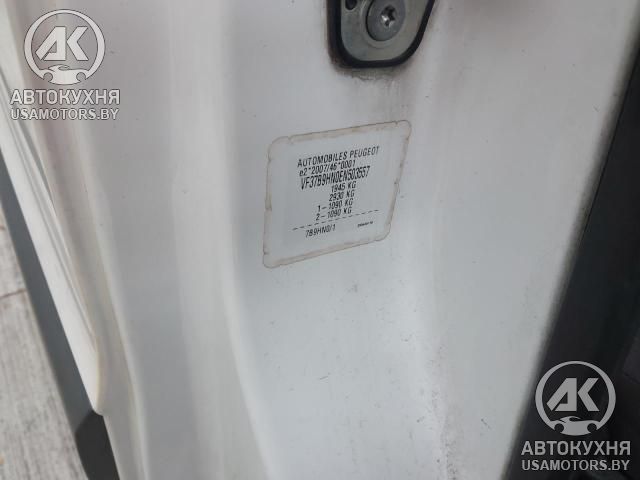 AK
АВТОКУХНЯ
USAMOTORS.BY
AUTOMOBILES PEUGEOT
e2*2007/46*0001
VF37B9HN0EN503557
1945 KG
2930 KG
1-1090 KG
2-1090 KG
7B9HN0/1
AK
АВТОКУХНЯ
USAMOTORS.BY